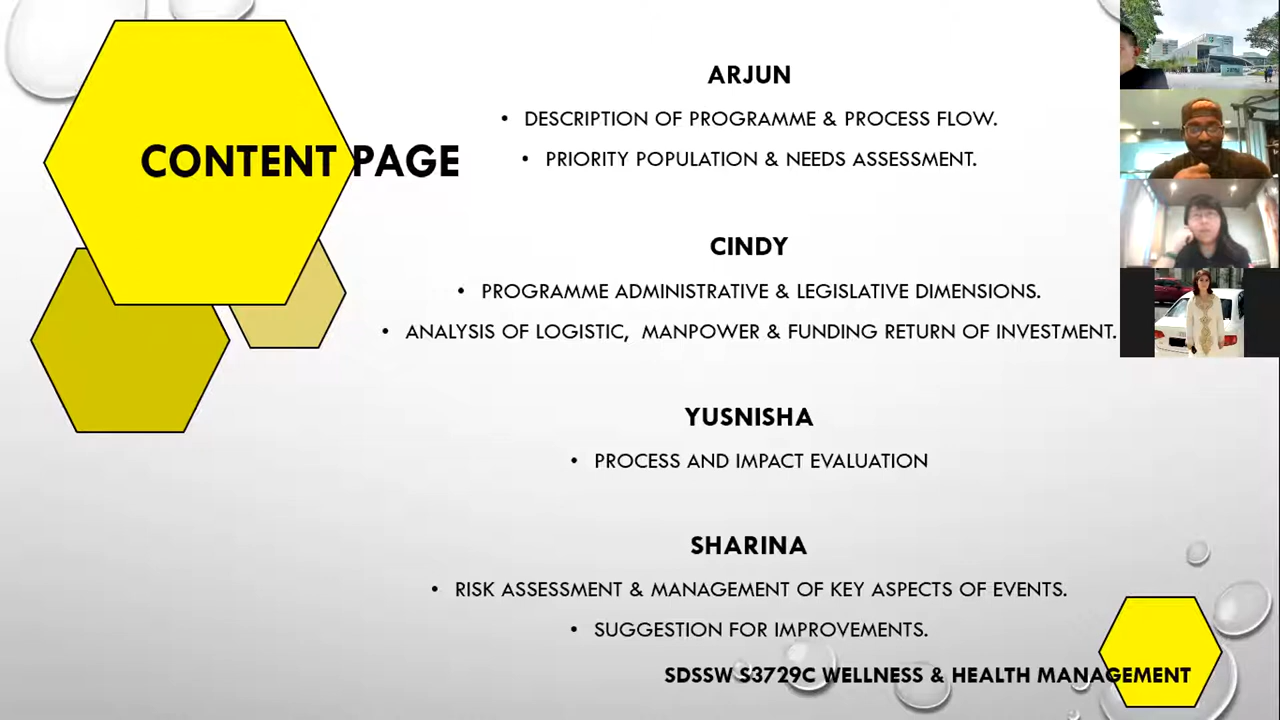 CONTENT PAGE
ARJUN
• DESCRIPTION OF PROGRAMME & PROCESS FLOW.
• PRIORITY POPULATION & NEEDS ASSESSMENT.
CINDY
• PROGRAMME ADMINISTRATIVE & LEGISLATIVE DIMENSIONS.
• ANALYSIS OF LOGISTIC, MANPOWER & FUNDING RETURN OF INVESTMENT.
YUSNISHA
• PROCESS AND IMPACT EVALUATION
SHARINA
• RISK ASSESSMENT & MANAGEMENT OF KEY ASPECTS OF EVENTS.
• SUGGESTION FOR IMPROVEMENTS.
SDSSW S3729C WELLNESS & HEALTH MANAGEMENT